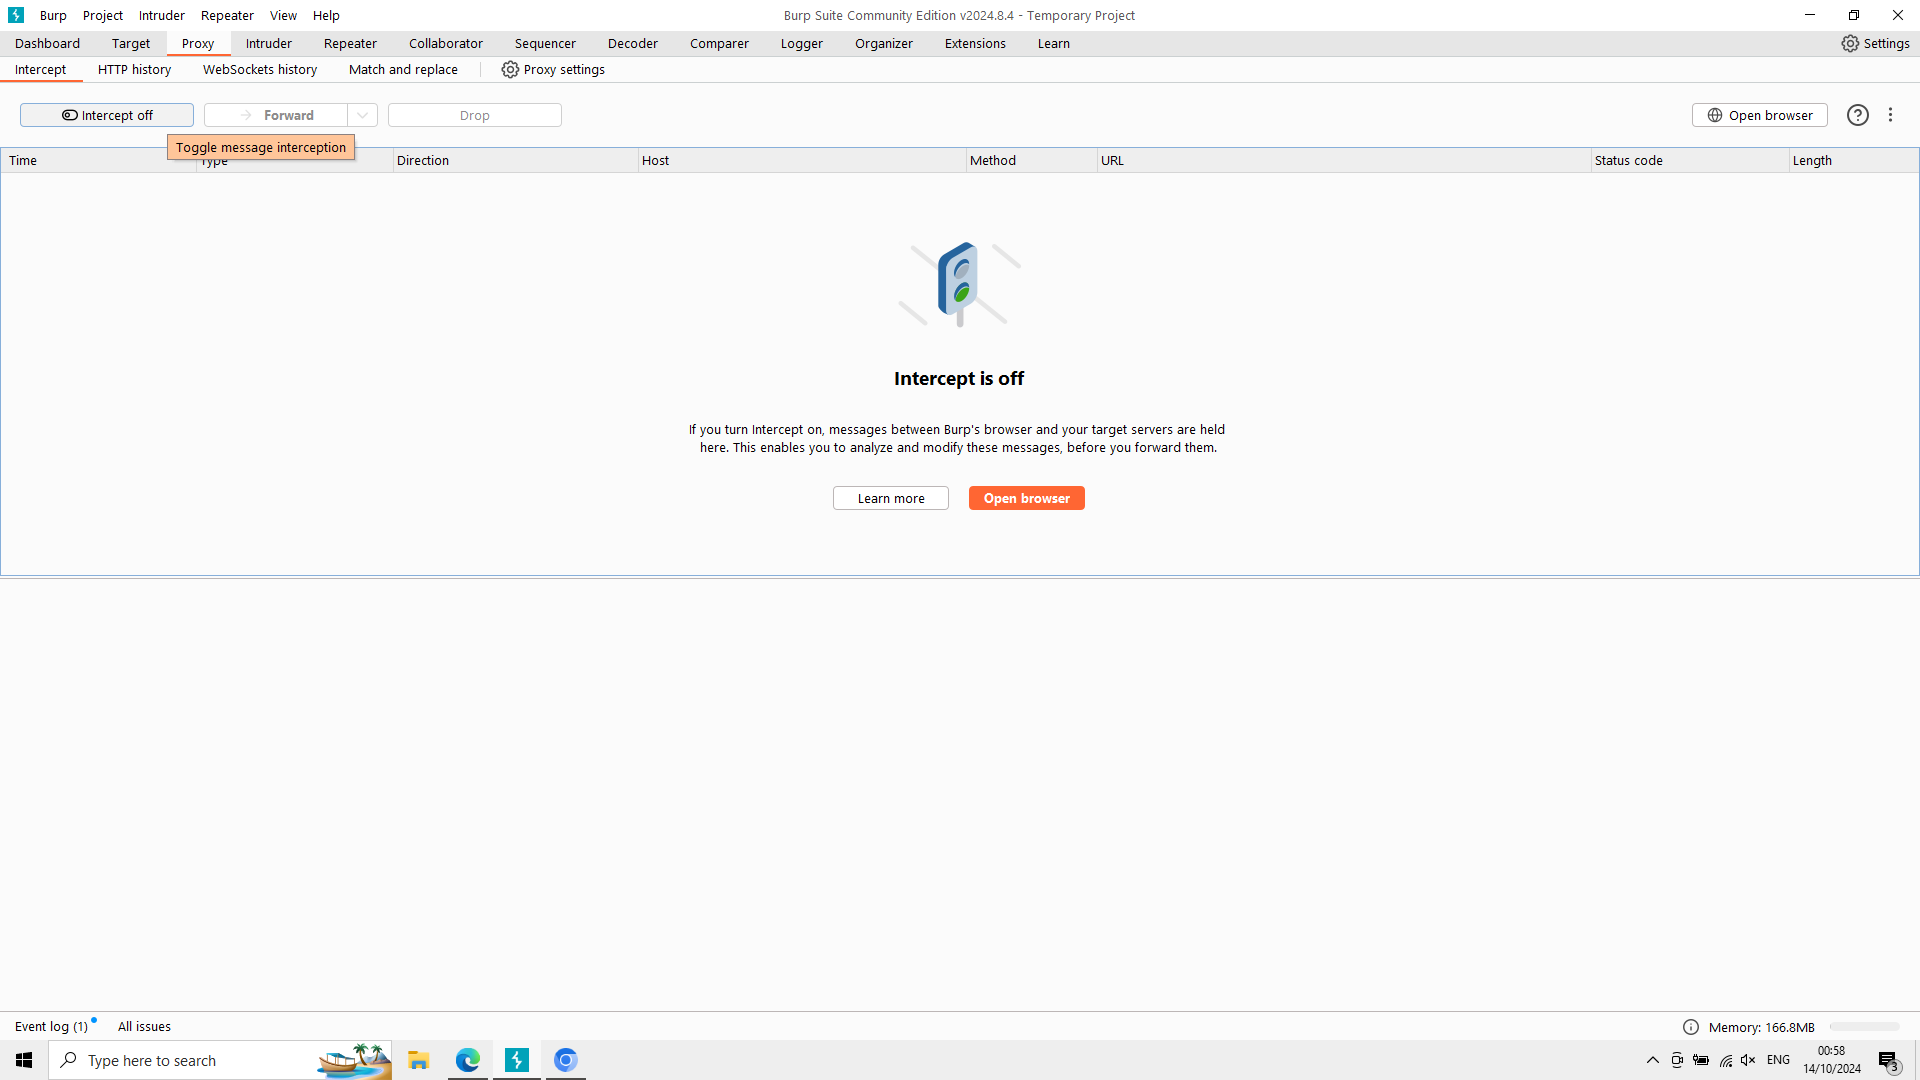 Burp Project Intruder Repeater View Help Burp Suite Community Edition v2024.8.4 - Temporary Project
Dashboard Target Proxy Intruder Repeater Collaborator Sequencer Decoder Comparer Logger Organizer Extensions Learn Settings
Intercept HTTP history WebSockets history Match and replace Proxy settings
Intercept off Forward Drop Open browser
Toggle message interception
Time Type Direction Host Method URL Status code Length
Intercept is off
If you turn Intercept on, messages between Burp's browser and your target servers are held
here. This enables you to analyze and modify these messages, before you forward them.
Learn more Open browser
Event log (1) All issues Memory: 166.8MB
Type here to search ENG 00:58
14/10/2024 3